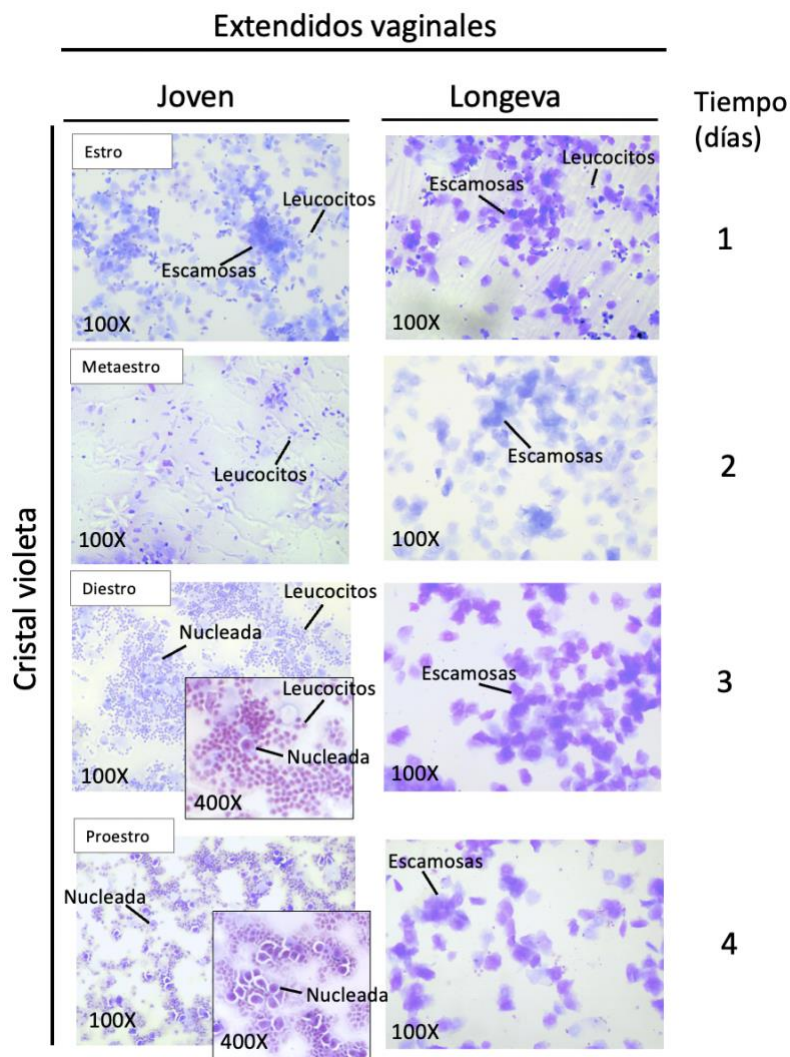 Extendidos vaginales
Joven
Longeva
Tiempo
(días)
Cristal violeta
Estro
Leucocitos
Escamosas
100X
Leucocitos
Escamosas
100X
1
Metaestro
Leucocitos
100X
Escamosas
100X
2
Diestro
Leucocitos
Nucleada
100X
Leucocitos
Nucleada
400X
Escamosas
100X
3
Proestro
Nucleada
100X
Nucleada
400X
Escamosas
100X
4